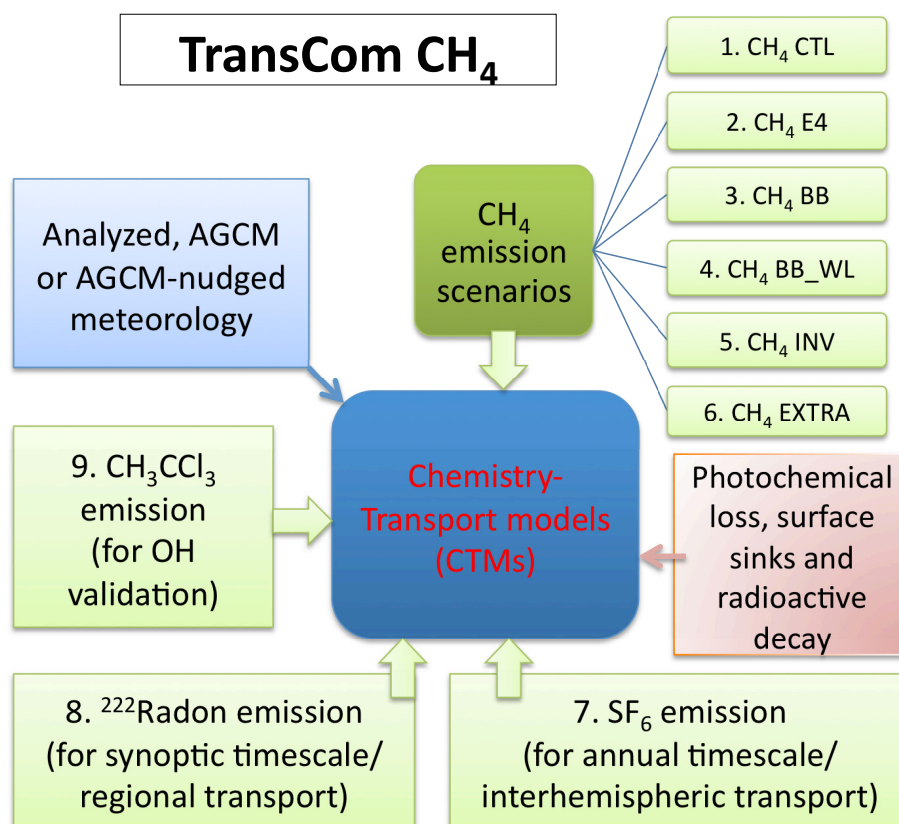 TransCom CH₄
1. CH₄ CTL
2. CH₄ E4
3. CH₄ BB
4. CH₄ BB_WL
5. CH₄ INV
6. CH₄ EXTRA
CH₄
emission
scenarios
Analyzed, AGCM
or AGCM-nudged
meteorology
9. CH₃CCl₃
emission
(for OH
validation)
Chemistry-
Transport models
(CTMs)
Photochemical
loss, surface
sinks and
radioactive
decay
8. ²²²Radon emission
(for synoptic timescale/
regional transport)
7. SF₆ emission
(for annual timescale/
interhemispheric transport)